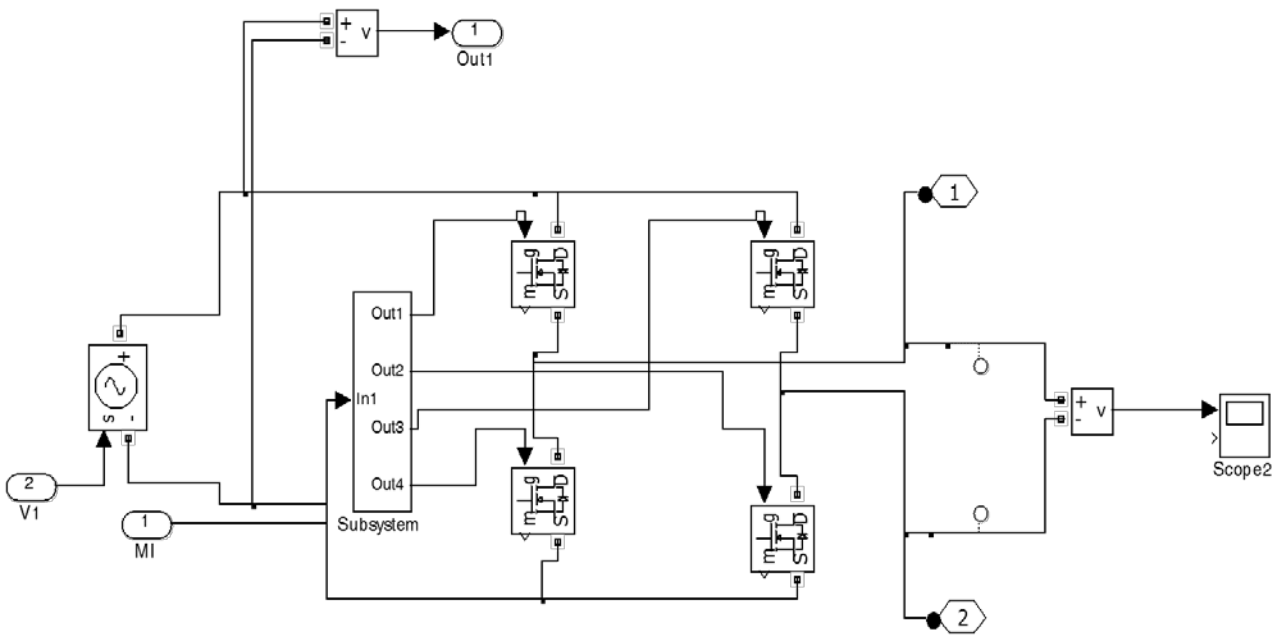 +
-
v
1
Out1
1
g
D
m
S
g
D
m
S
Out1
+
s
-
Out2
In1
Out3
+
-
v
Scope2
g
D
m
S
Out4
2
V1
1
MI
Subsystem
g
D
m
S
2